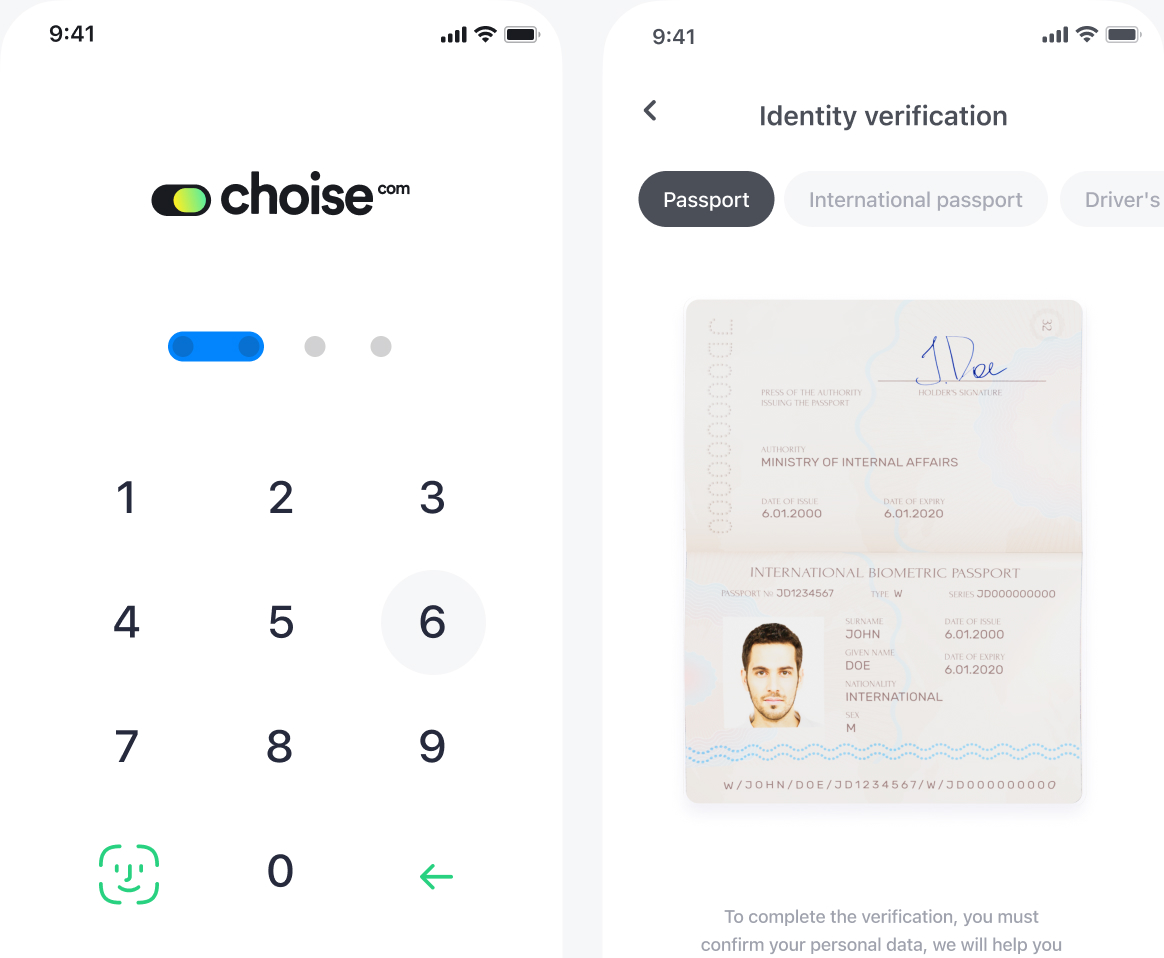 9:41
choise.com
1 2 3
4 5 6
7 8 9
0
9:41
Identity verification
Passport International passport Driver's
32
J.Doe
PRESS OF THE AUTHORITY
ISSUING THE PASSPORT
HOLDER'S SIGNATURE
AUTHORITY
MINISTRY OF INTERNAL AFFAIRS
DATE OF ISSUE DATE OF EXPIRY
6.01.2000 6.01.2020
INTERNATIONAL BIOMETRIC PASSPORT
PASSPORT No JD1234567 TYPE W SERIES JD000000000
SURNAME
JOHN
GIVEN NAME
DOE
NATIONALITY
INTERNATIONAL
SEX
M
DATE OF ISSUE
6.01.2000
DATE OF EXPIRY
6.01.2020
W/JOHN/DOE/JD1234567/W/JD000000000
To complete the verification, you must
confirm your personal data, we will help you